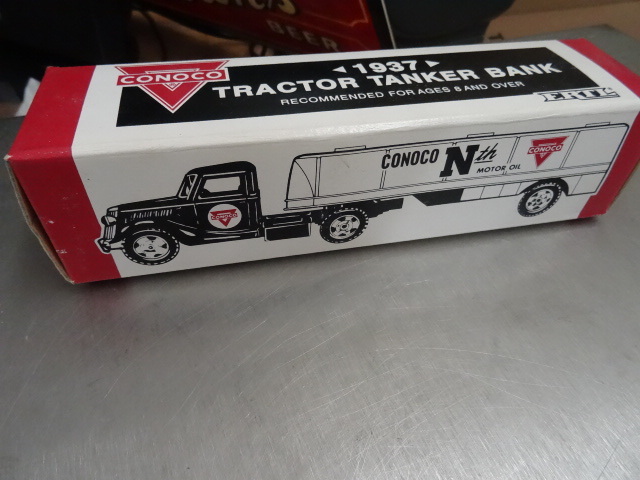 BEER
CONOCO
◄ 1937 ►
TRACTOR TANKER BANK
RECOMMENDED FOR AGES 8 AND OVER
ERTL
CONOCO Nth
MOTOR OIL
CONOCO
CONOCO